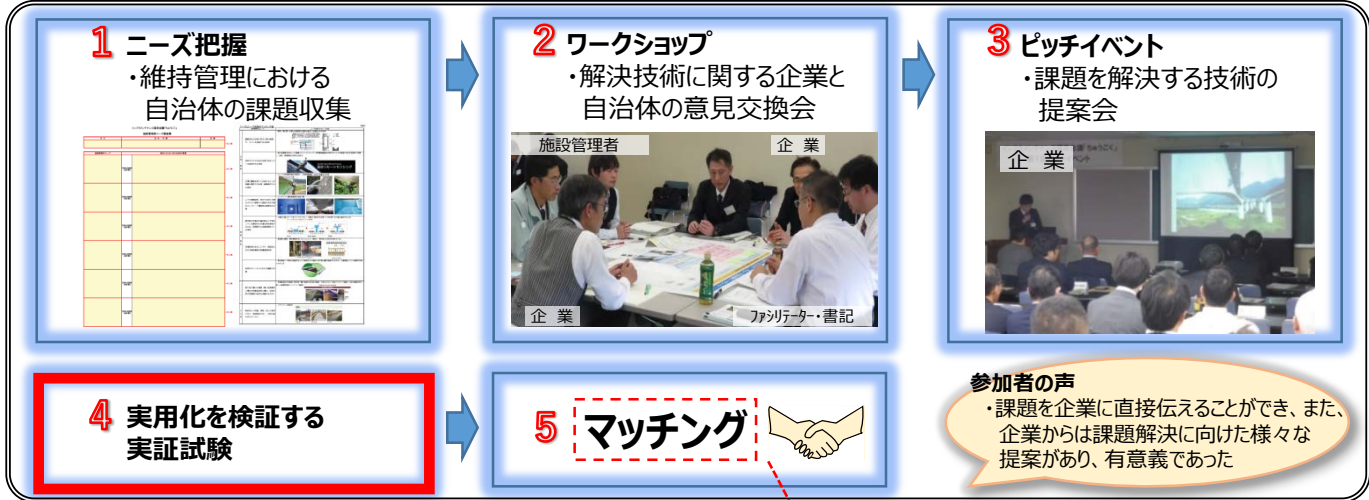 1 ニーズ把握
・維持管理における
自治体の課題収集
2 ワークショップ
・解決技術に関する企業と
自治体の意見交換会
施設管理者
企 業
企 業
ファシリテーター・書記
3 ピッチイベント
・課題を解決する技術の
提案会
企 業
4 実用化を検証する
実証試験
5 マッチング
参加者の声
・課題を企業に直接伝えることができ、また、
企業からは課題解決に向けた様々な
提案があり、有意義であった